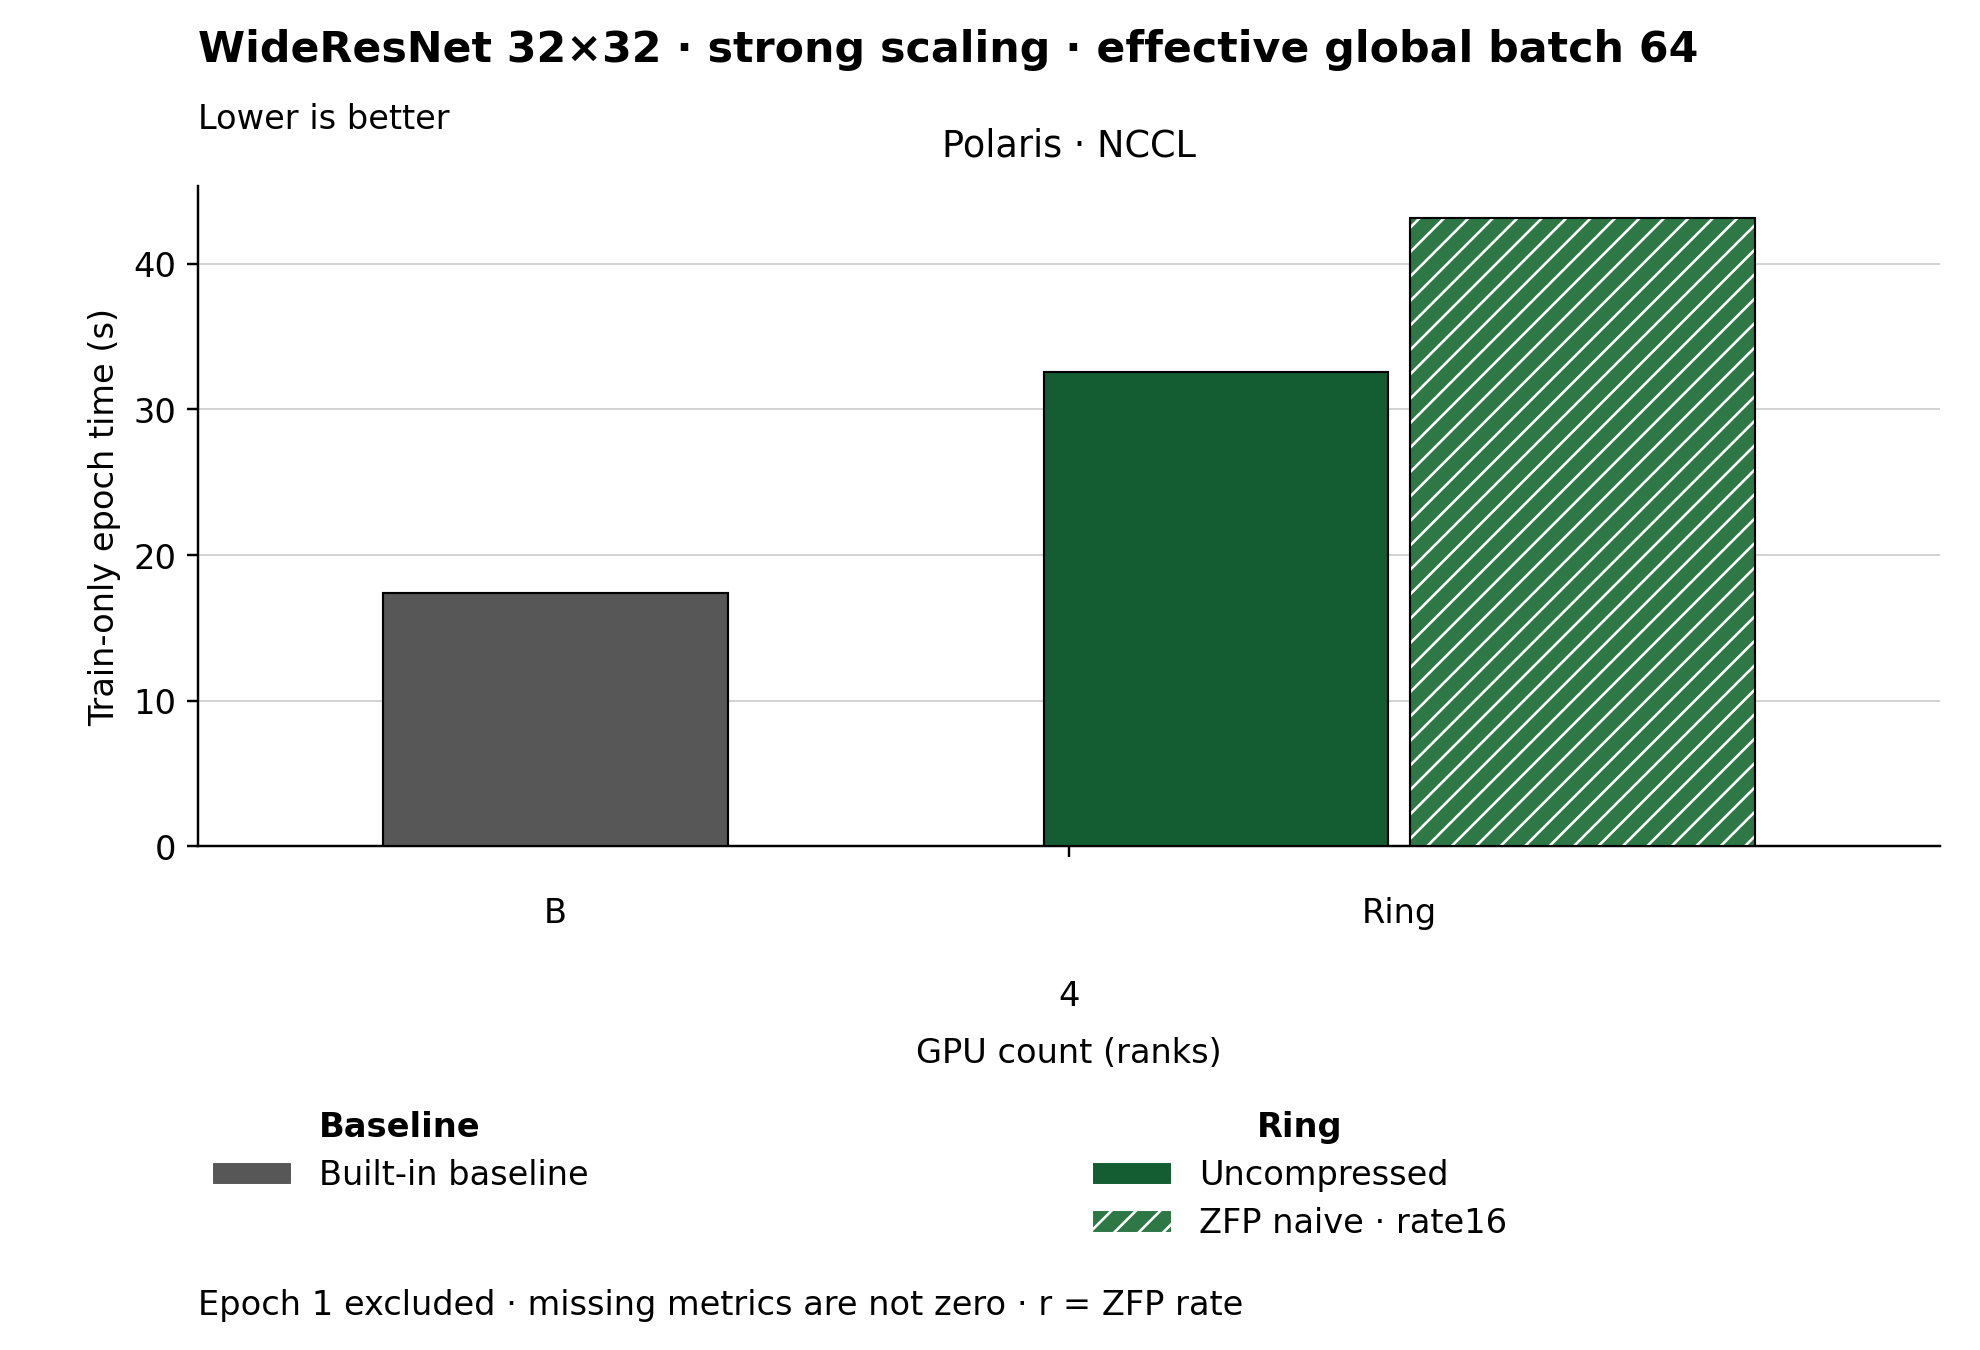 WideResNet 32×32 · strong scaling · effective global batch 64
Lower is better
Polaris · NCCL
Train-only epoch time (s)
40
30
20
10
0
B
Ring
4
GPU count (ranks)
Baseline
Built-in baseline
Ring
Uncompressed
ZFP naive · rate16
Epoch 1 excluded · missing metrics are not zero · r = ZFP rate